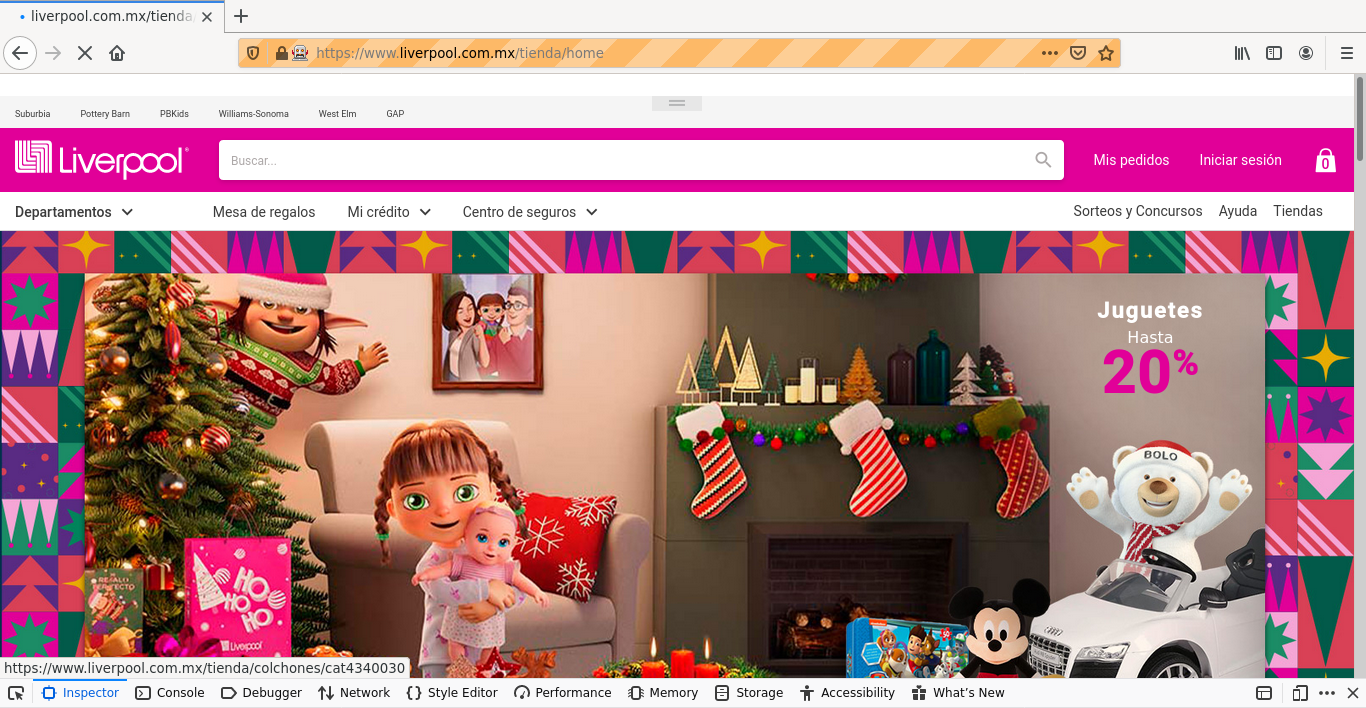 liverpool.com.mx/tienda
https://www.liverpool.com.mx/tienda/home
Suburbia Pottery Barn PBKids Williams-Sonoma West Elm GAP
Liverpool
Buscar...
Mis pedidos Iniciar sesión 0
Departamentos Mesa de regalos Mi crédito Centro de seguros Sorteos y Concursos Ayuda Tiendas
Juguetes
Hasta
20%
BOLO
REGALO
PERFECTO
HO
HO
HO
Liverpool
https://www.liverpool.com.mx/tienda/colchones/cat4340030
Inspector Console Debugger Network Style Editor Performance Memory Storage Accessibility What's New